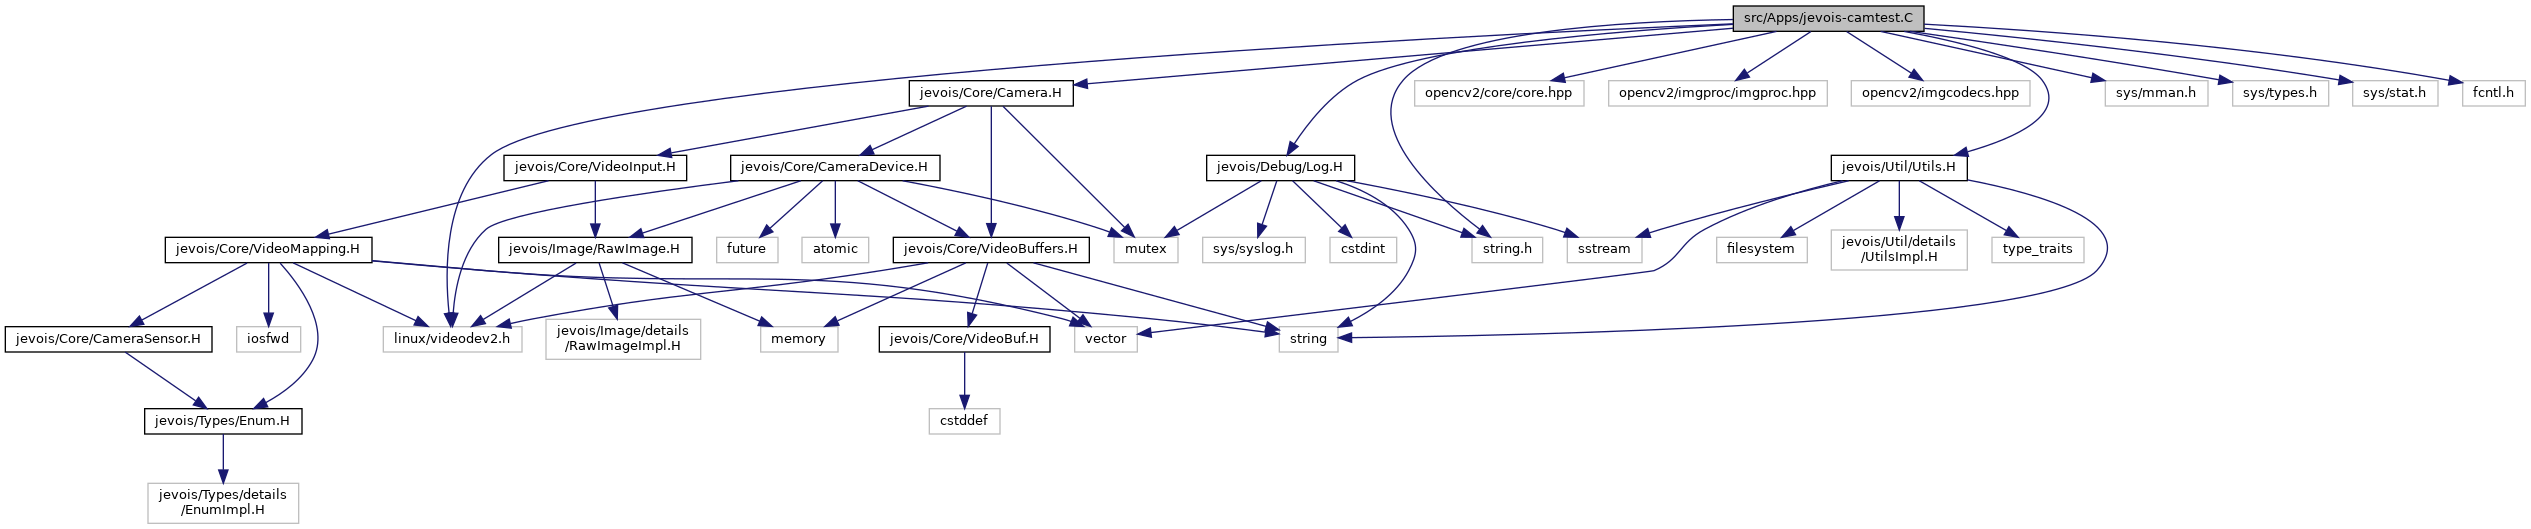 src/Apps/jevois-camtest.C
jevois/Core/Camera.H
opencv2/core/core.hpp
opencv2/imgproc/imgproc.hpp
opencv2/imgcodecs.hpp
sys/mman.h
sys/types.h
sys/stat.h
fcntl.h
jevois/Core/VideoInput.H
jevois/Core/CameraDevice.H
jevois/Debug/Log.H
jevois/Util/Utils.H
jevois/Core/VideoMapping.H
jevois/Image/RawImage.H
future
atomic
jevois/Core/VideoBuffers.H
mutex
sys/syslog.h
cstdint
string.h
sstream
filesystem
jevois/Util/details
/UtilsImpl.H
type_traits
jevois/Core/CameraSensor.H
iosfwd
linux/videodev2.h
jevois/Image/details
/RawImageImpl.H
memory
jevois/Core/VideoBuf.H
vector
string
jevois/Types/Enum.H
cstddef
jevois/Types/details
/EnumImpl.H